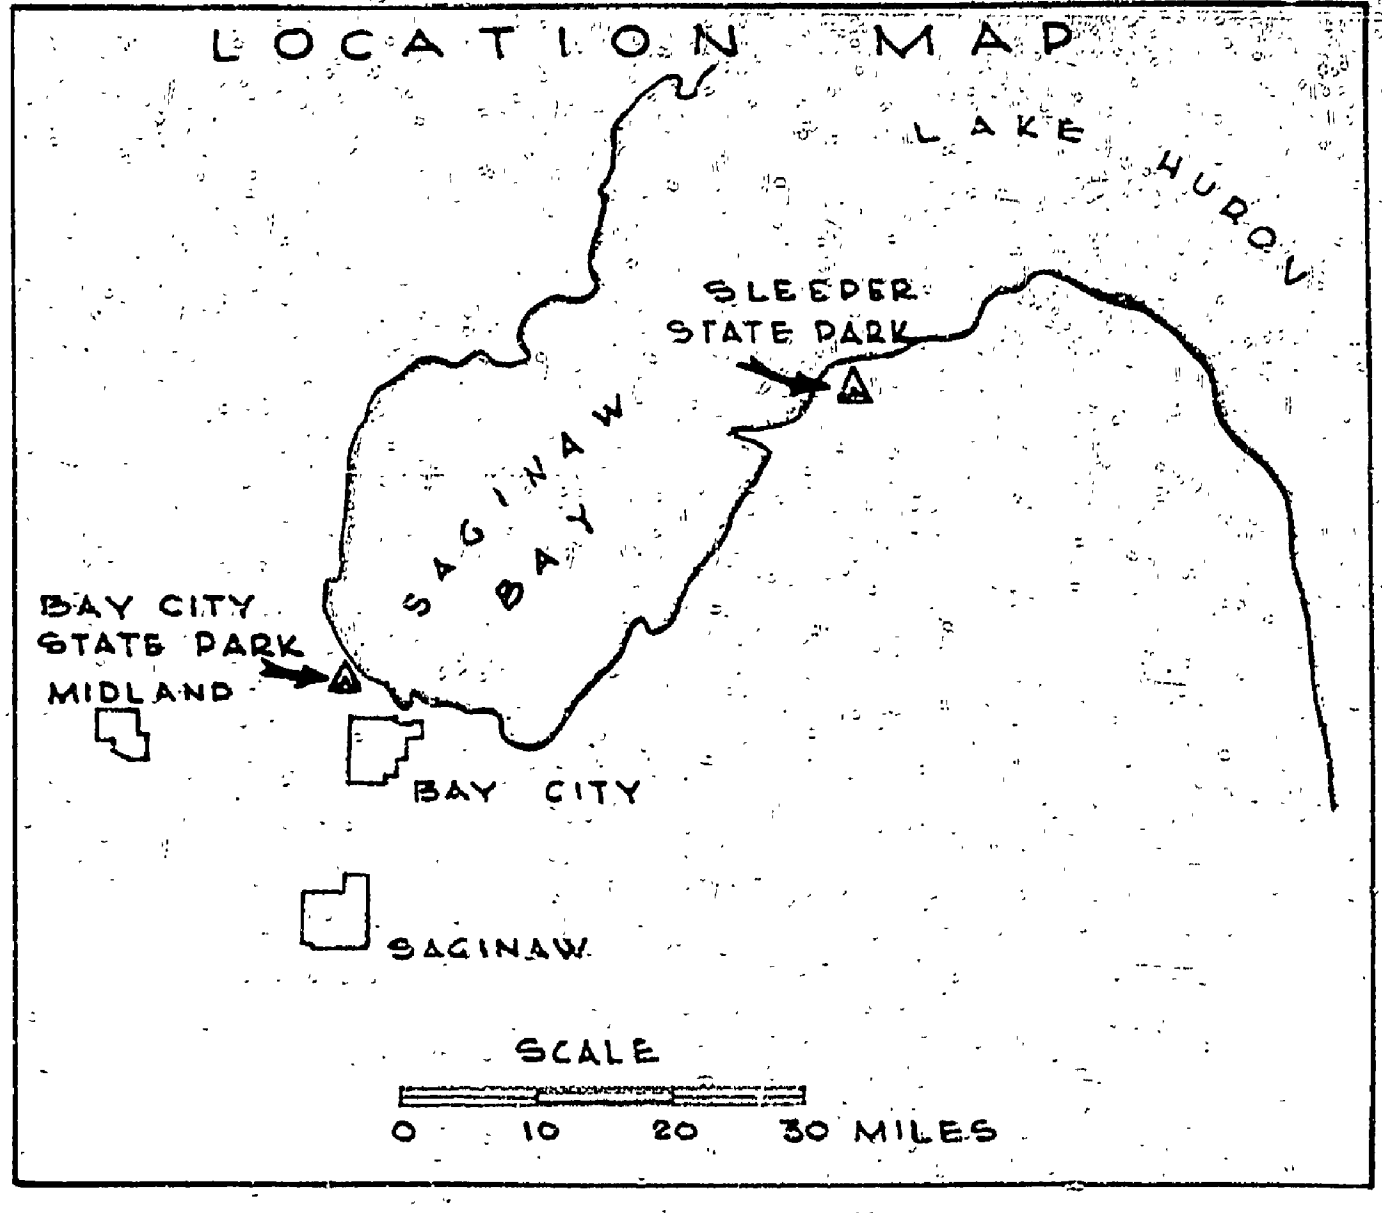 LOCATION MAP
LAKE HURON
SLEEPER
STATE PARK
SAGINAW
BAY
BAY CITY
STATE PARK
MIDLAND
BAY CITY
SAGINAW
SCALE
0 10 20 30 MILES